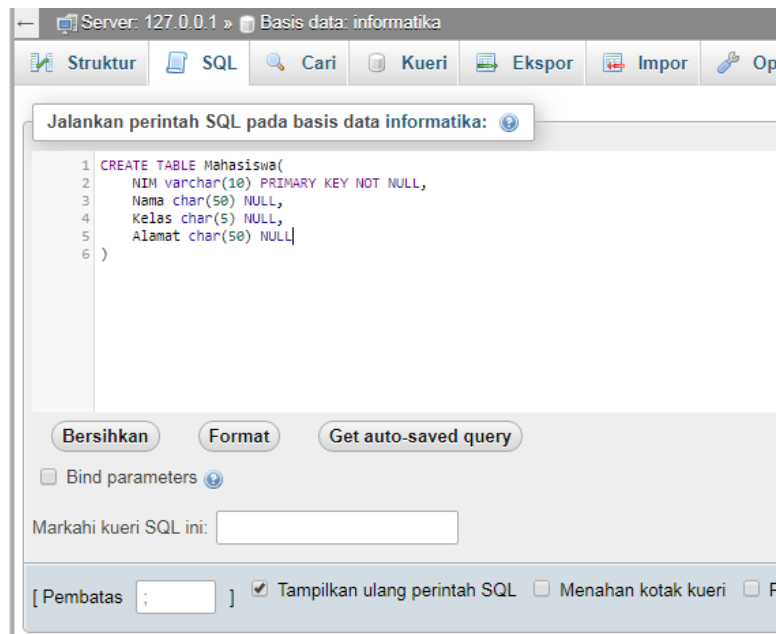 Server: 127.0.0.1 » Basis data: informatika
Struktur SQL Cari Kueri Ekspor Impor Op
Jalankan perintah SQL pada basis data informatika:
1 CREATE TABLE Mahasiswa(
2 NIM varchar(10) PRIMARY KEY NOT NULL,
3 Nama char(50) NULL,
4 Kelas char(5) NULL,
5 Alamat char(50) NULL
6 )
Bersihkan Format Get auto-saved query
Bind parameters
Markahi kueri SQL ini:
[ Pembatas ; ] Tampilkan ulang perintah SQL Menahan kotak kueri